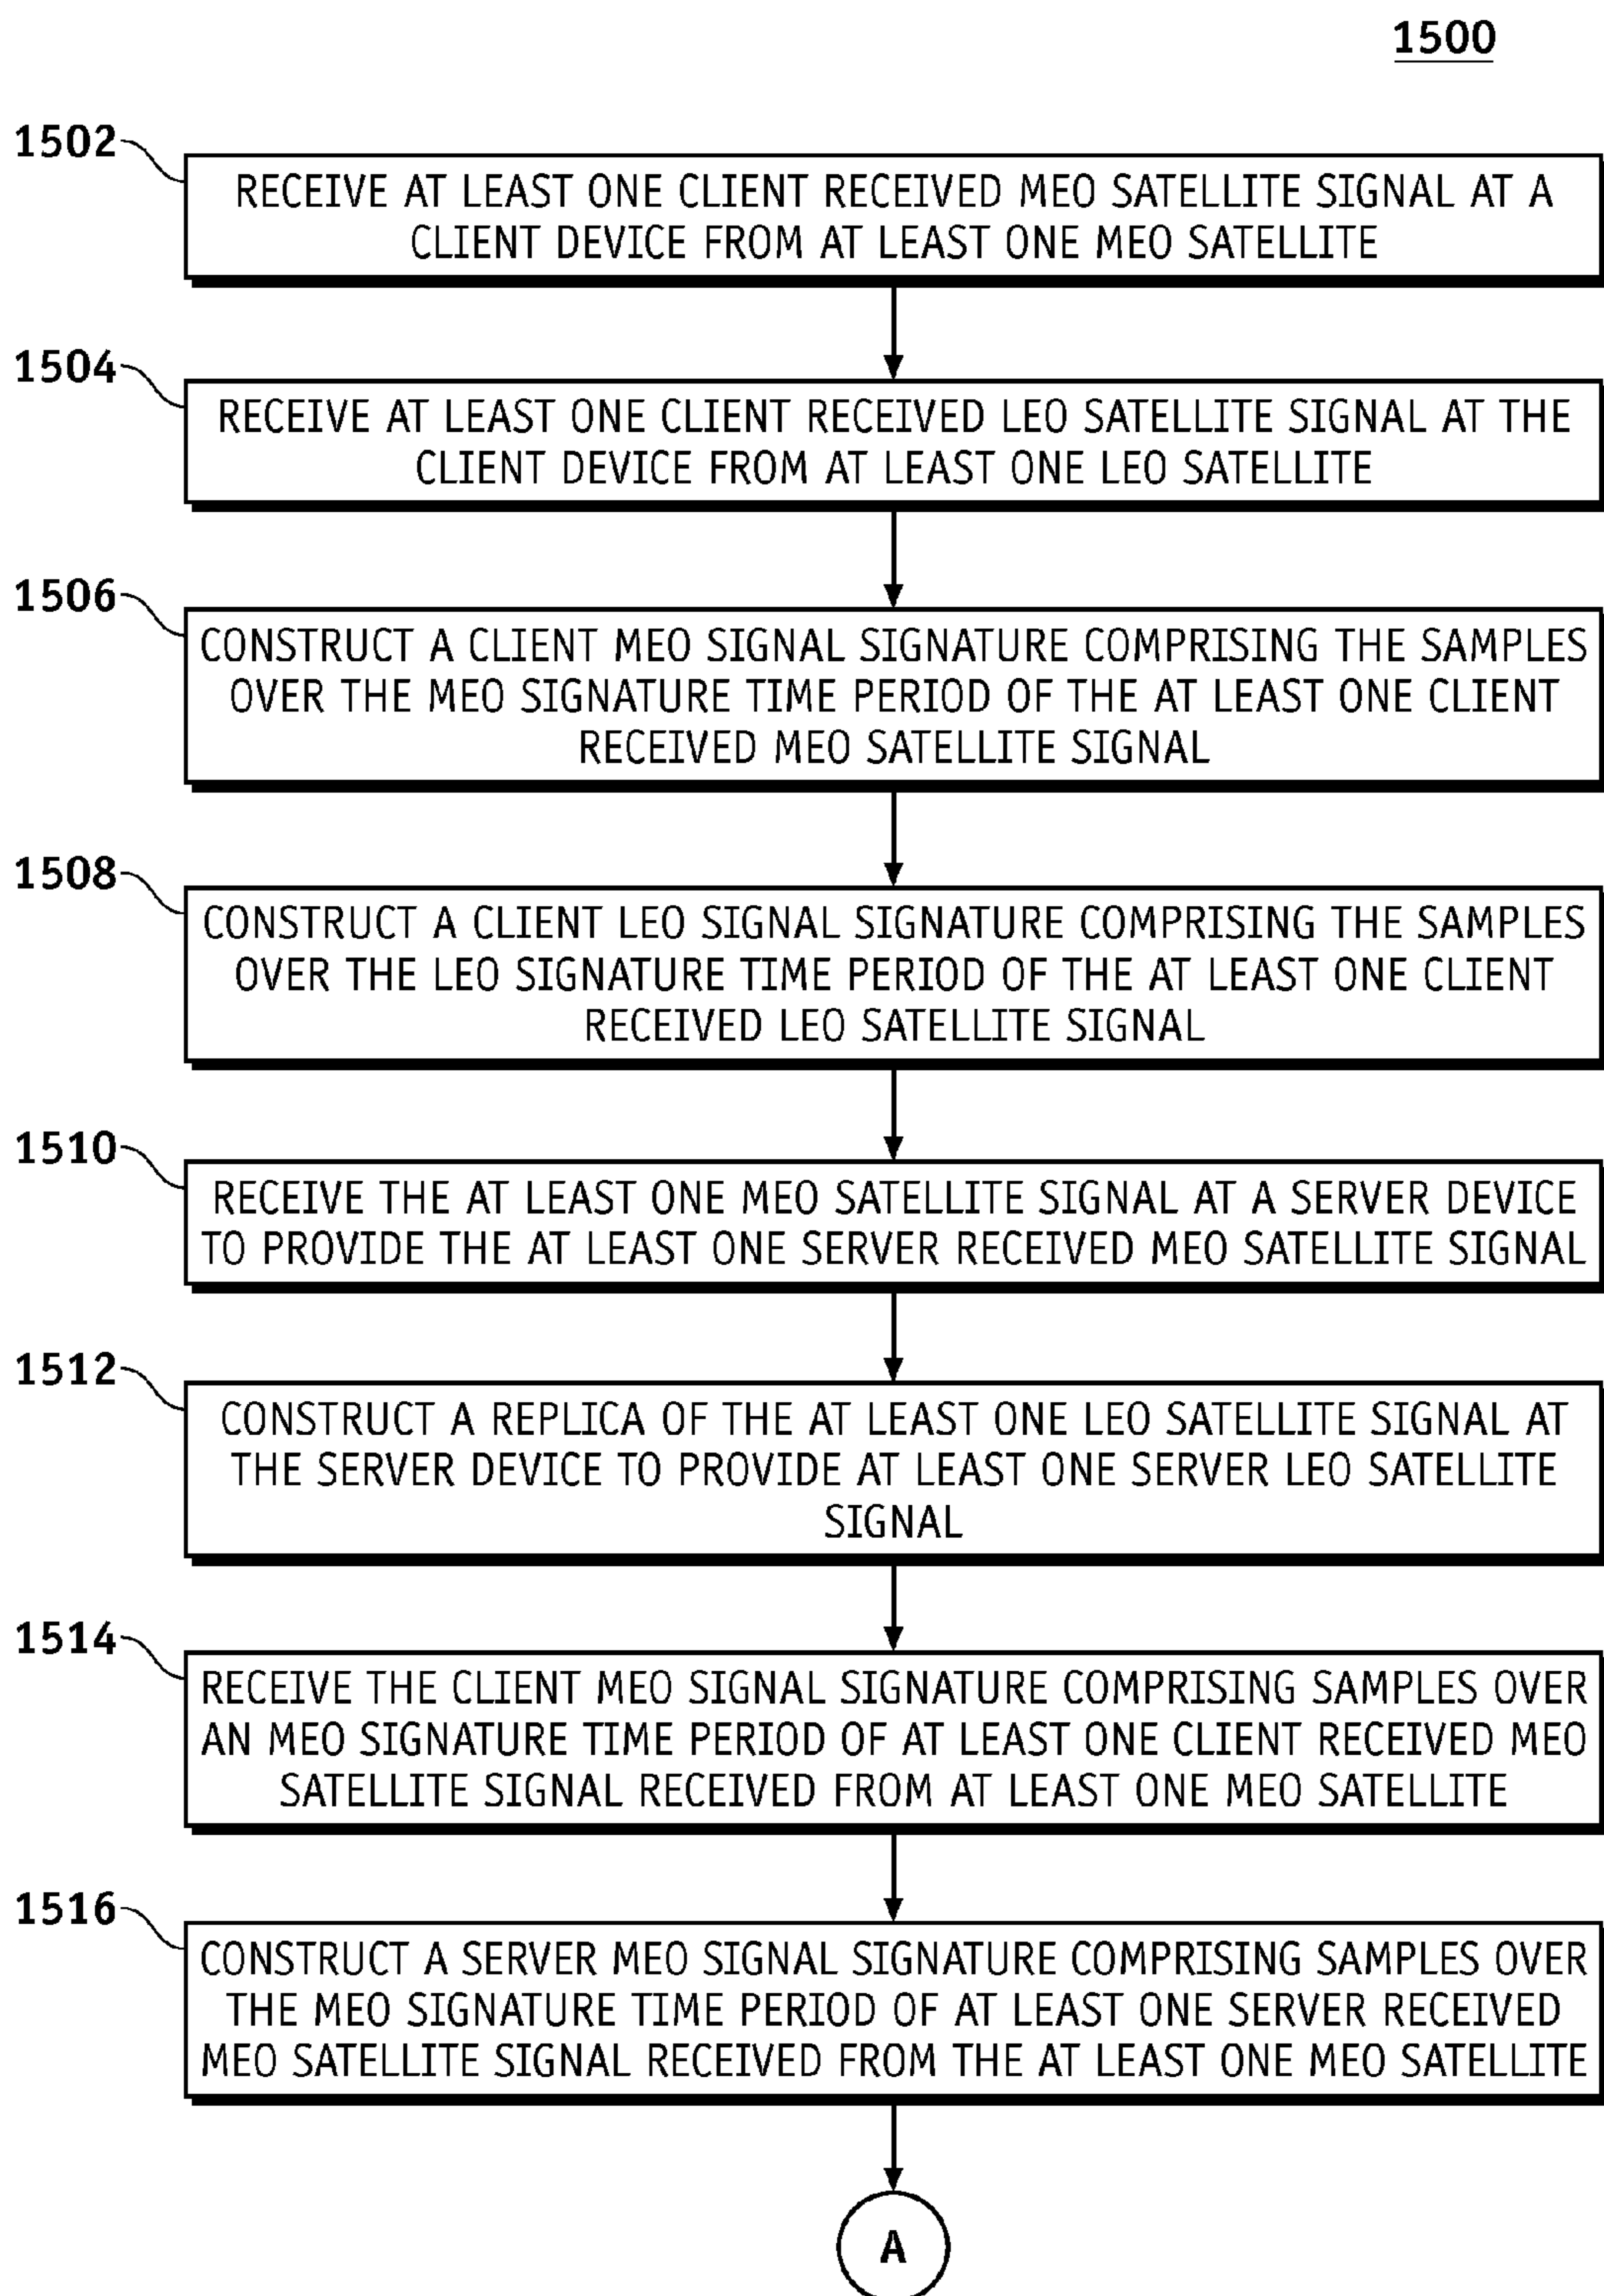 1500
1502
RECEIVE AT LEAST ONE CLIENT RECEIVED MEO SATELLITE SIGNAL AT A
CLIENT DEVICE FROM AT LEAST ONE MEO SATELLITE
1504
RECEIVE AT LEAST ONE CLIENT RECEIVED LEO SATELLITE SIGNAL AT THE
CLIENT DEVICE FROM AT LEAST ONE LEO SATELLITE
1506
CONSTRUCT A CLIENT MEO SIGNAL SIGNATURE COMPRISING THE SAMPLES
OVER THE MEO SIGNATURE TIME PERIOD OF THE AT LEAST ONE CLIENT
RECEIVED MEO SATELLITE SIGNAL
1508
CONSTRUCT A CLIENT LEO SIGNAL SIGNATURE COMPRISING THE SAMPLES
OVER THE LEO SIGNATURE TIME PERIOD OF THE AT LEAST ONE CLIENT
RECEIVED LEO SATELLITE SIGNAL
1510
RECEIVE THE AT LEAST ONE MEO SATELLITE SIGNAL AT A SERVER DEVICE
TO PROVIDE THE AT LEAST ONE SERVER RECEIVED MEO SATELLITE SIGNAL
1512
CONSTRUCT A REPLICA OF THE AT LEAST ONE LEO SATELLITE SIGNAL AT
THE SERVER DEVICE TO PROVIDE AT LEAST ONE SERVER LEO SATELLITE
SIGNAL
1514
RECEIVE THE CLIENT MEO SIGNAL SIGNATURE COMPRISING SAMPLES OVER
AN MEO SIGNATURE TIME PERIOD OF AT LEAST ONE CLIENT RECEIVED MEO
SATELLITE SIGNAL RECEIVED FROM AT LEAST ONE MEO SATELLITE
1516
CONSTRUCT A SERVER MEO SIGNAL SIGNATURE COMPRISING SAMPLES OVER
THE MEO SIGNATURE TIME PERIOD OF AT LEAST ONE SERVER RECEIVED
MEO SATELLITE SIGNAL RECEIVED FROM THE AT LEAST ONE MEO SATELLITE
A